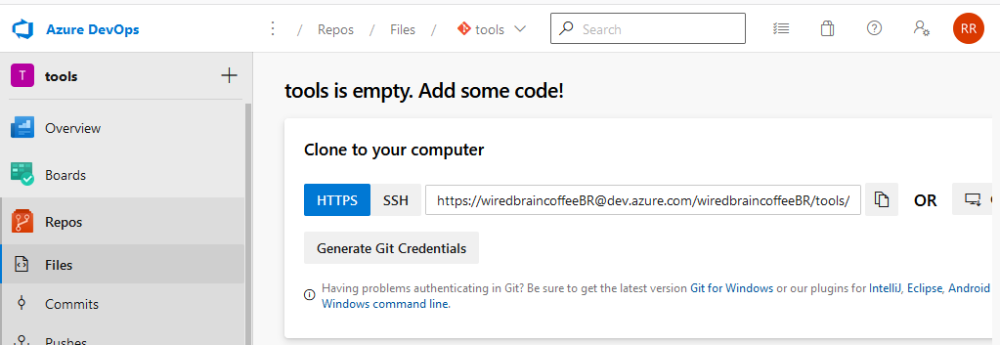 Azure DevOps
/ Repos / Files / tools
Search
RR
T
tools
Overview
Boards
Repos
Files
Commits
Pushes
tools is empty. Add some code!
Clone to your computer
HTTPS
SSH
https://wiredbraincoffeeBR@dev.azure.com/wiredbraincoffeeBR/tools/
OR
Generate Git Credentials
Having problems authenticating in Git? Be sure to get the latest version Git for Windows or our plugins for IntelliJ, Eclipse, Android
Windows command line.